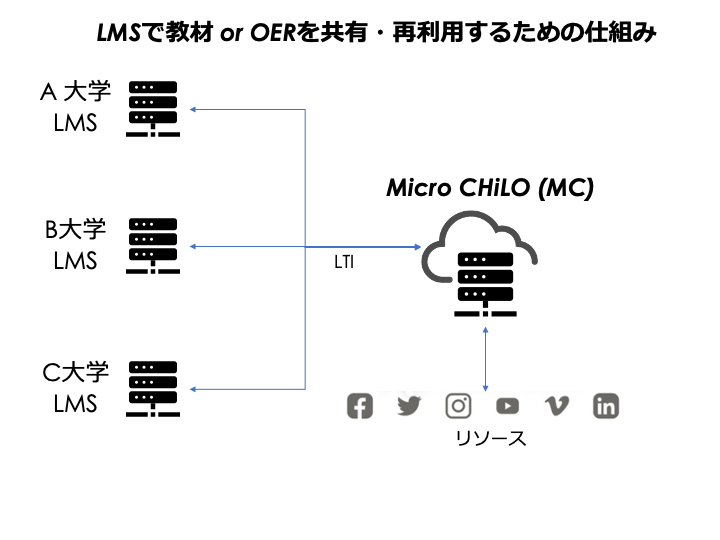 LMSで教材 or OERを共有・再利用するための仕組み
A 大学
LMS
Micro CHiLO (MC)
B大学
LMS
LTI
C大学
LMS
リソース